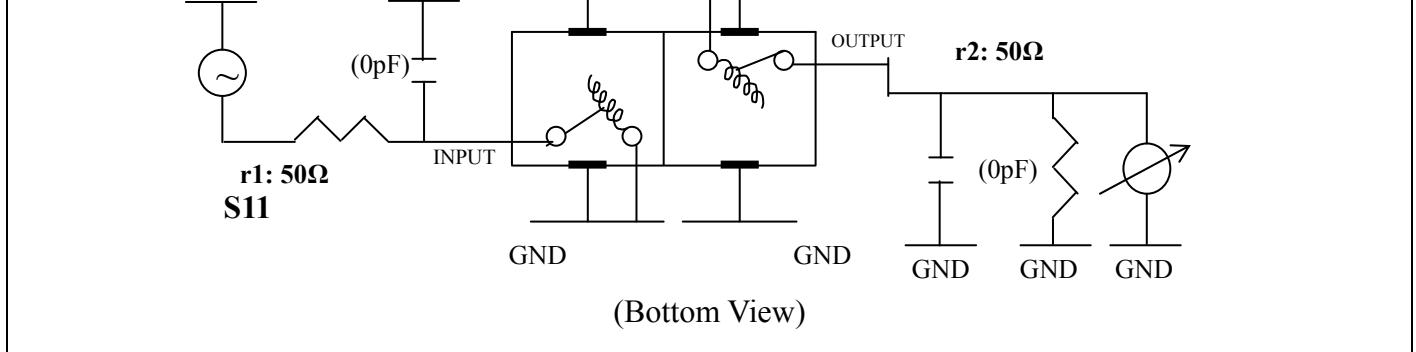 OUTPUT
r2: 50Ω
(0pF)
INPUT
r1: 50Ω
(0pF)
S11
GND
GND
GND
GND
GND
(Bottom View)